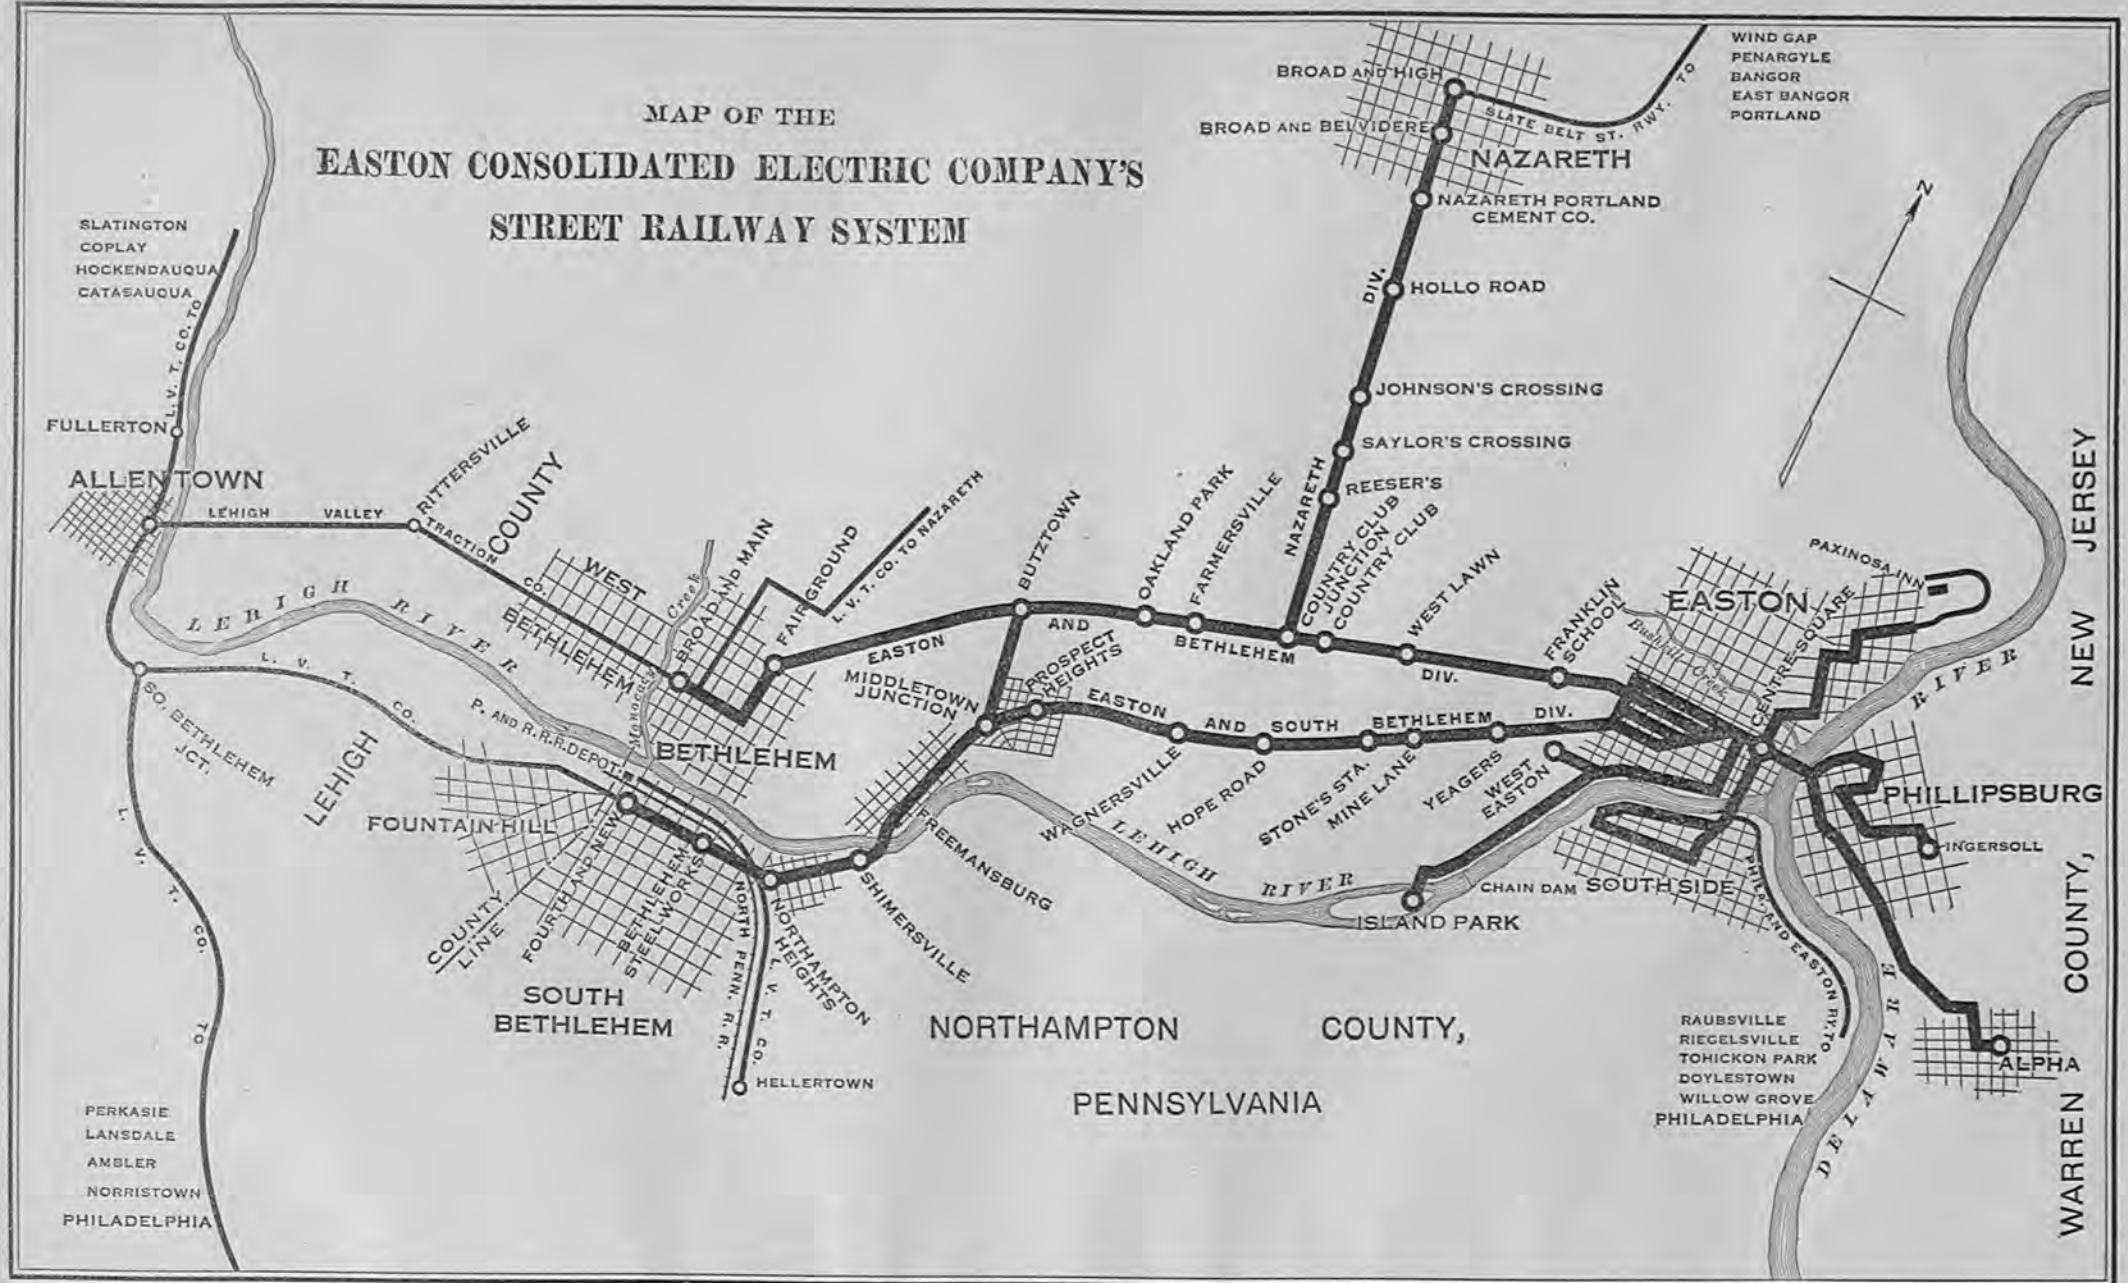 MAP OF THE
EASTON CONSOLIDATED ELECTRIC COMPANY'S
STREET RAILWAY SYSTEM
WIND GAP
PENARGYLE
BANGOR
EAST BANGOR
PORTLAND
SLATE BELT ST. RWY. TO
BROAD AND HIGH
BROAD AND BELVIDERE
NAZARETH
NAZARETH PORTLAND
CEMENT CO.
N
HOLLO ROAD
JOHNSON'S CROSSING
SAYLOR'S CROSSING
REESER'S
NAZARETH DIV.
SLATINGTON
COPLAY
HOCKENDAUQUA
CATASAUQUA
L. V. T. CO. TO
FULLERTON
ALLENTOWN
LEHIGH VALLEY TRACTION CO.
RITTERSVILLE
LEHIGH RIVER
WEST
BETHLEHEM
Creek
BROAD AND MAIN
FAIR GROUND
L. V. T. CO. TO NAZARETH
BUTZTOWN
OAKLAND PARK
FARMERSVILLE
COUNTRY CLUB
JUNCTION
COUNTRY CLUB
WEST LAWN
FRANKLIN
SCHOOL
EASTON
Bushkill Creek
CENTRE SQUARE
PAXINOSA INN
EASTON AND BETHLEHEM DIV.
MIDDLETOWN
JUNCTION
PROSPECT
HEIGHTS
EASTON AND SOUTH BETHLEHEM DIV.
WAGNERSVILLE
HOPE ROAD
STONE'S STA.
MINE LANE
YEAGERS
WEST
EASTON
SO. BETHLEHEM
JCT.
L. V. T. CO.
P. AND R.R.R. DEPOT.
BETHLEHEM
LEHIGH COUNTY
FOUNTAIN HILL
COUNTY
LINE
FOURTH AND NEW
BETHLEHEM
STEEL WORKS
NORTH PENN. R.R.
L. V. T. CO.
NORTHAMPTON
HEIGHTS
SHIMERSVILLE
FREEMANSBURG
LEHIGH RIVER
ISLAND PARK
CHAIN DAM
SOUTH SIDE
PHILLIPSBURG
INGERSOLL
ALPHA
DELAWARE RIVER
WARREN COUNTY, NEW JERSEY
SOUTH
BETHLEHEM
HELLERTOWN
NORTHAMPTON COUNTY,
PENNSYLVANIA
PHILA. AND EASTON RY. TO
RAUBSVILLE
RIEGELSVILLE
TOHICKON PARK
DOYLESTOWN
WILLOW GROVE
PHILADELPHIA
L. V. T. CO. TO
PERKASIE
LANSDALE
AMBLER
NORRISTOWN
PHILADELPHIA